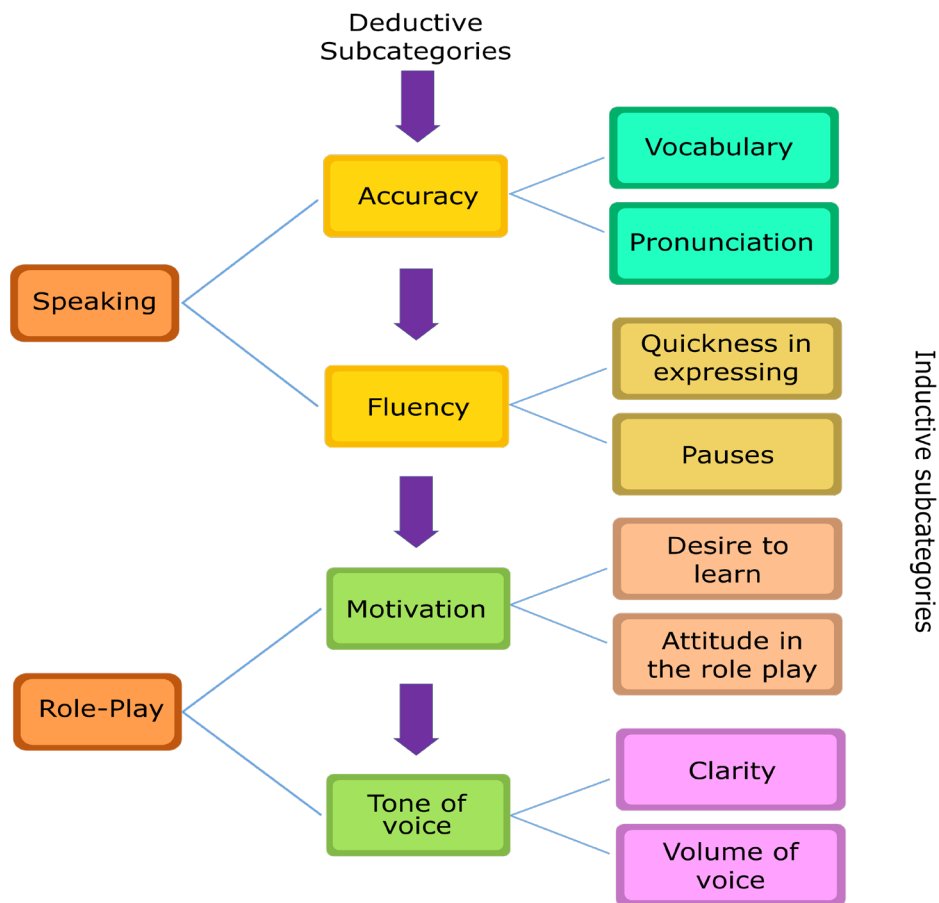 Deductive
Subcategories
Vocabulary
Accuracy
Pronunciation
Speaking
Quickness in
expressing
Fluency
Pauses
Desire to
learn
Motivation
Attitude in
the role play
Role-Play
Clarity
Tone of
voice
Volume of
voice
Inductive subcategories